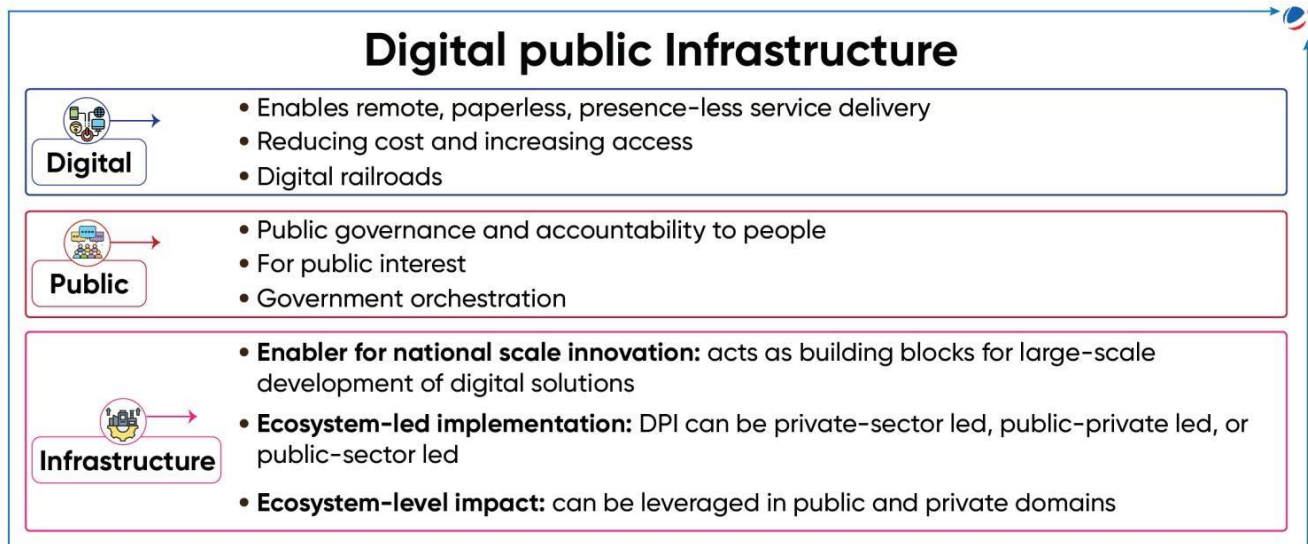 Digital public Infrastructure
Digital
• Enables remote, paperless, presence-less service delivery
• Reducing cost and increasing access
• Digital railroads
Public
• Public governance and accountability to people
• For public interest
• Government orchestration
Infrastructure
• Enabler for national scale innovation: acts as building blocks for large-scale
development of digital solutions
• Ecosystem-led implementation: DPI can be private-sector led, public-private led, or
public-sector led
• Ecosystem-level impact: can be leveraged in public and private domains